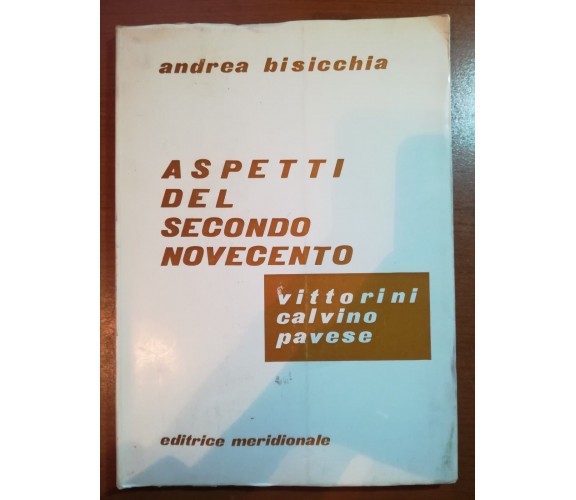 andrea bisicchia
ASPETTI
DEL
SECONDO
NOVECENTO
vittorini
calvino
pavese
editrice meridionale